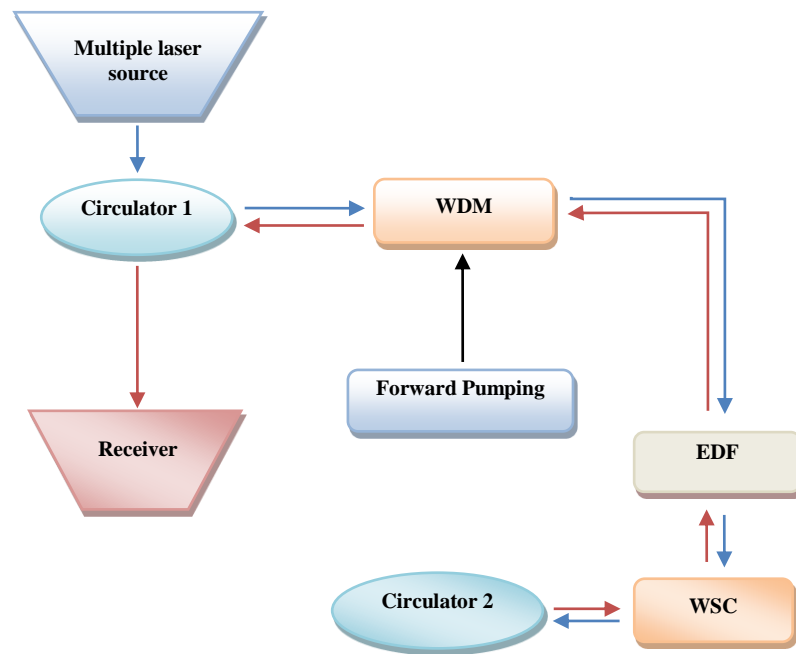 Multiple laser
source
Circulator 1
WDM
Forward Pumping
Receiver
EDF
Circulator 2
WSC